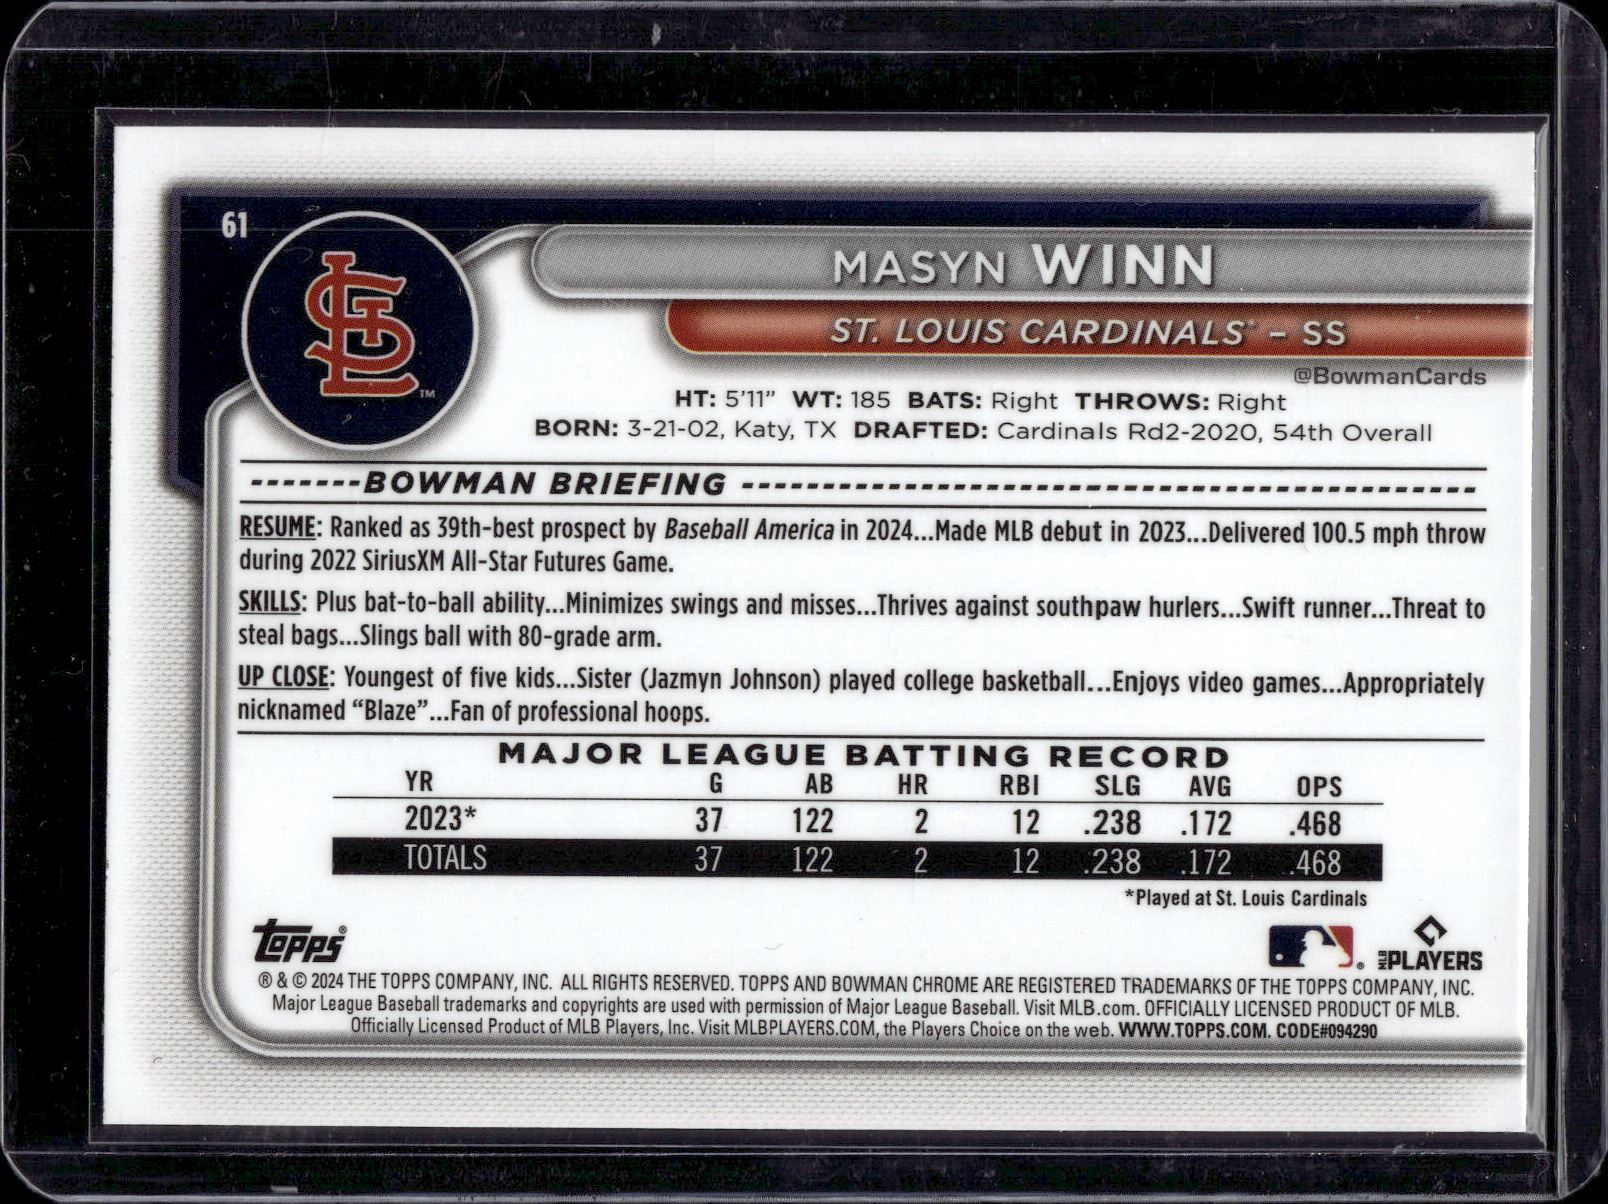 61
MASYN WINN
ST. LOUIS CARDINALS® – SS
@BowmanCards
STL
™
HT: 5'11" WT: 185 BATS: Right THROWS: Right
BORN: 3-21-02, Katy, TX DRAFTED: Cardinals Rd2-2020, 54th Overall
-------BOWMAN BRIEFING --------------------------------------------
RESUME: Ranked as 39th-best prospect by Baseball America in 2024...Made MLB debut in 2023...Delivered 100.5 mph throw
during 2022 SiriusXM All-Star Futures Game.
SKILLS: Plus bat-to-ball ability...Minimizes swings and misses...Thrives against southpaw hurlers...Swift runner...Threat to
steal bags...Slings ball with 80-grade arm.
UP CLOSE: Youngest of five kids...Sister (Jazmyn Johnson) played college basketball...Enjoys video games...Appropriately
nicknamed “Blaze”...Fan of professional hoops.
MAJOR LEAGUE BATTING RECORD
YR G AB HR RBI SLG AVG OPS
2023* 37 122 2 12 .238 .172 .468
TOTALS 37 122 2 12 .238 .172 .468
*Played at St. Louis Cardinals
Topps®
MLB PLAYERS
® & © 2024 THE TOPPS COMPANY, INC. ALL RIGHTS RESERVED. TOPPS AND BOWMAN CHROME ARE REGISTERED TRADEMARKS OF THE TOPPS COMPANY, INC.
Major League Baseball trademarks and copyrights are used with permission of Major League Baseball. Visit MLB.com. OFFICIALLY LICENSED PRODUCT OF MLB.
Officially Licensed Product of MLB Players, Inc. Visit MLBPLAYERS.COM, the Players Choice on the web. WWW.TOPPS.COM. CODE#094290